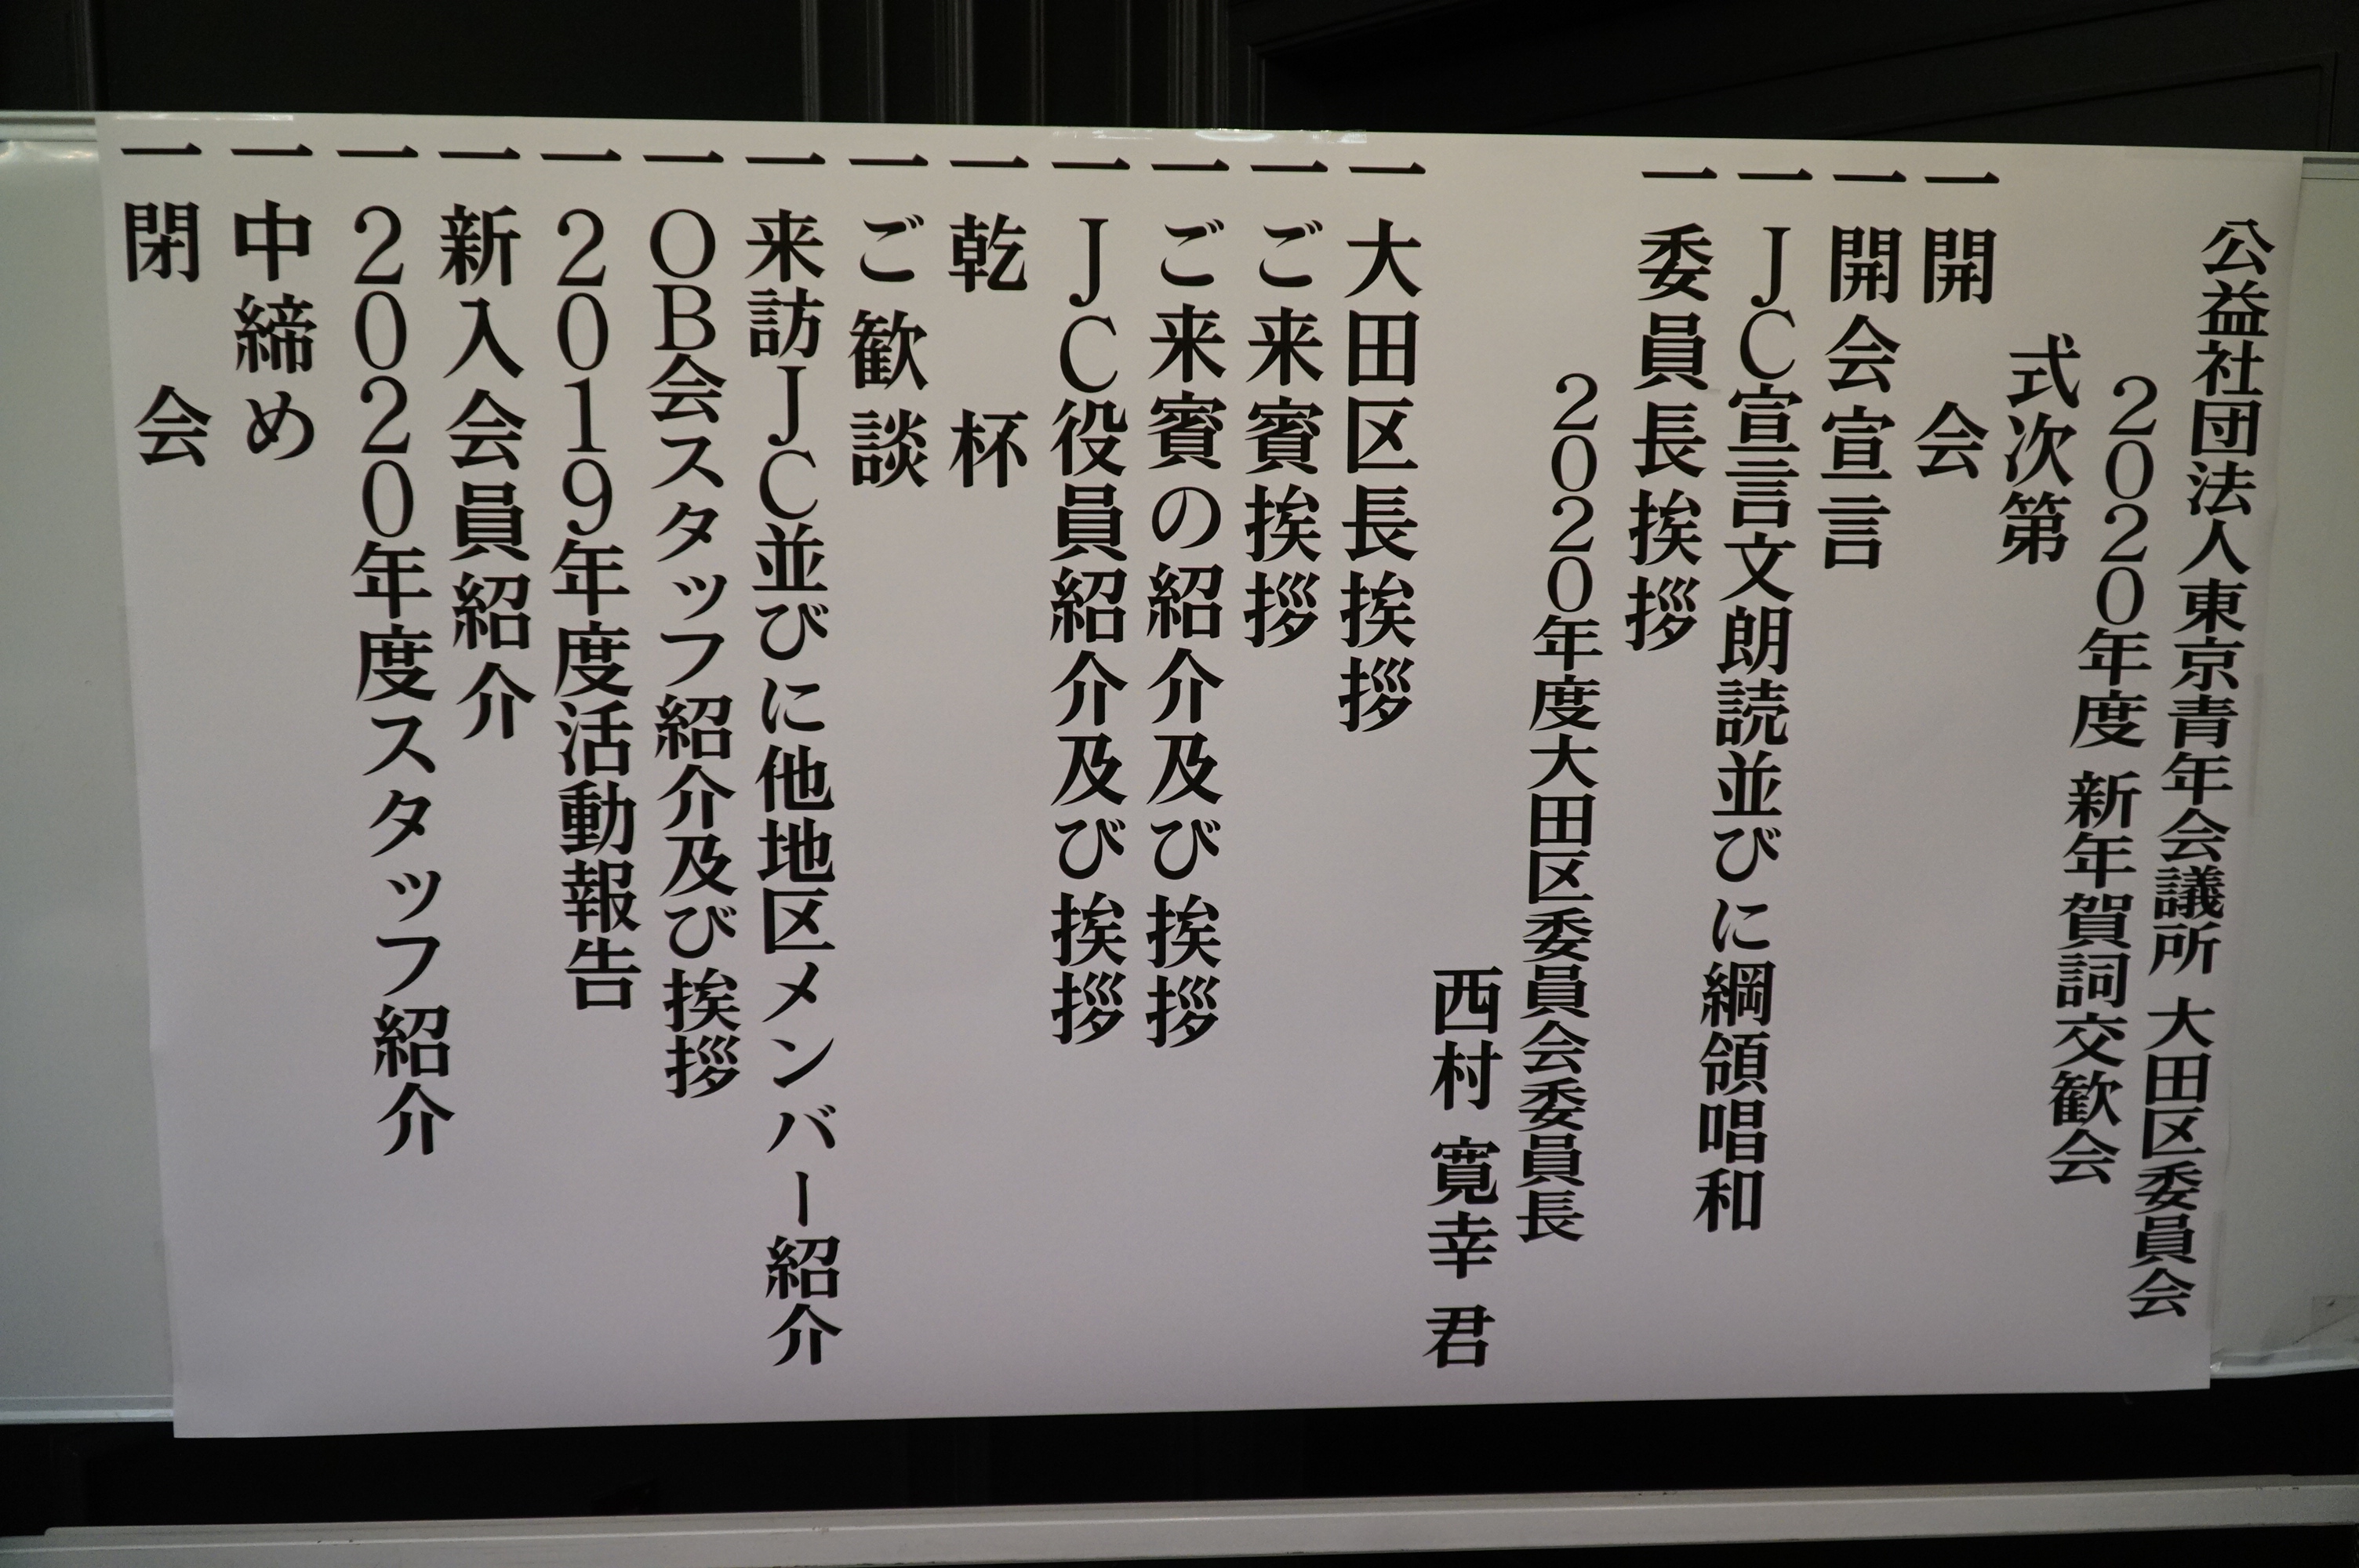 公益社団法人東京青年会議所 大田区委員会
2020年度 新年賀詞交歓会
式次第
一 開 会
一 開会宣言
一 JC宣言文朗読並びに綱領唱和
一 委員長挨拶
2020年度大田区委員会委員長
西村 寛幸 君
一 大田区長挨拶
一 ご来賓挨拶
一 ご来賓の紹介及び挨拶
一 JC役員紹介及び挨拶
一 乾 杯
一 ご歓談
一 来訪JC並びに他地区メンバー紹介
一 OB会スタッフ紹介及び挨拶
一 2019年度活動報告
一 新入会員紹介
一 2020年度スタッフ紹介
一 中締め
一 閉 会